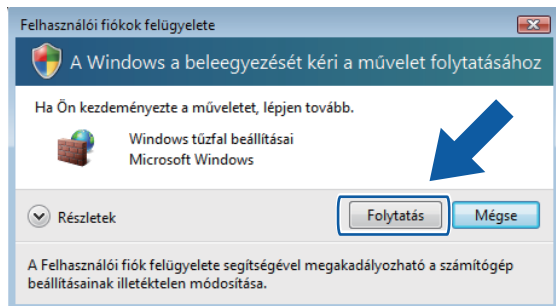 Felhasználói fiókok felügyelete
A Windows a beleegyezését kéri a művelet folytatásához
Ha Ön kezdeményezte a műveletet, lépjen tovább.
Windows tűzfal beállításai
Microsoft Windows
Részletek
Folytatás
Mégse
A Felhasználói fiók felügyelete segítségével megakadályozható a számítógép
beállításainak illetéktelen módosítása.